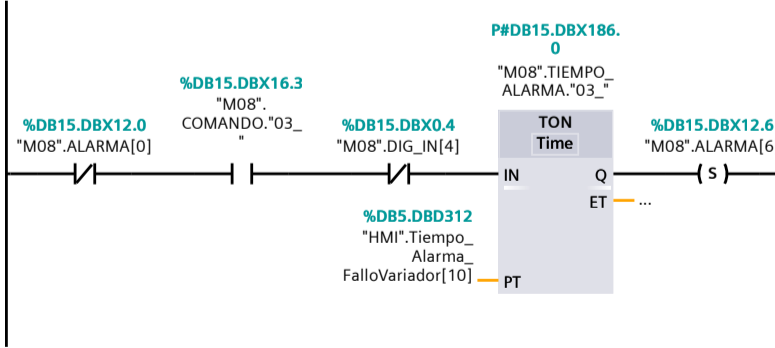 P#DB15.DBX186.
0
"M08".TIEMPO_
ALARMA."03_"
%DB15.DBX16.3
"M08".
COMANDO."03_
"
%DB15.DBX12.0
"M08".ALARMA[0]
%DB15.DBX0.4
"M08".DIG_IN[4]
TON
Time
%DB15.DBX12.6
"M08".ALARMA[6
IN
Q
S
ET
...
%DB5.DBD312
"HMI".Tiempo_
Alarma_
FalloVariador[10]
PT